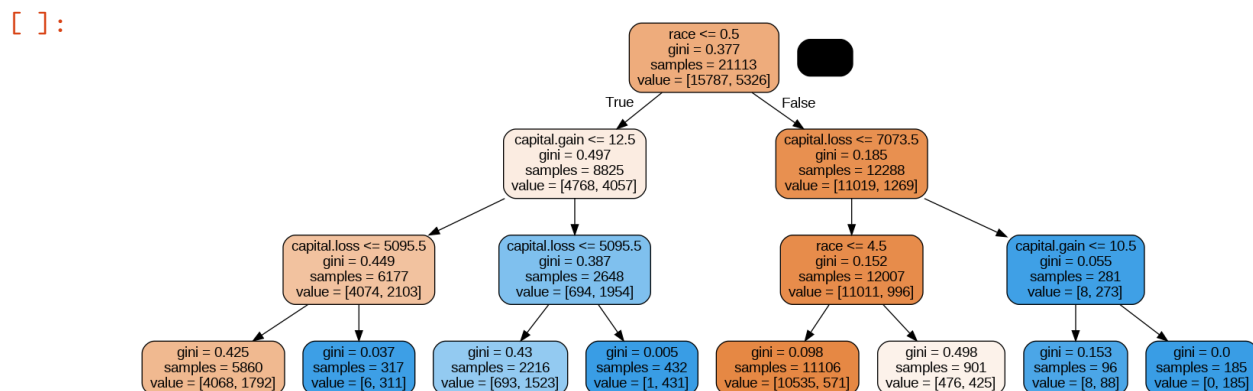 [ ]:
race <= 0.5
gini = 0.377
samples = 21113
value = [15787, 5326]
True
False
capital.gain <= 12.5
gini = 0.497
samples = 8825
value = [4768, 4057]
capital.loss <= 7073.5
gini = 0.185
samples = 12288
value = [11019, 1269]
capital.loss <= 5095.5
gini = 0.449
samples = 6177
value = [4074, 2103]
capital.loss <= 5095.5
gini = 0.387
samples = 2648
value = [694, 1954]
race <= 4.5
gini = 0.152
samples = 12007
value = [11011, 996]
capital.gain <= 10.5
gini = 0.055
samples = 281
value = [8, 273]
gini = 0.425
samples = 5860
value = [4068, 1792]
gini = 0.037
samples = 317
value = [6, 311]
gini = 0.43
samples = 2216
value = [693, 1523]
gini = 0.005
samples = 432
value = [1, 431]
gini = 0.098
samples = 11106
value = [10535, 571]
gini = 0.498
samples = 901
value = [476, 425]
gini = 0.153
samples = 96
value = [8, 88]
gini = 0.0
samples = 185
value = [0, 185]